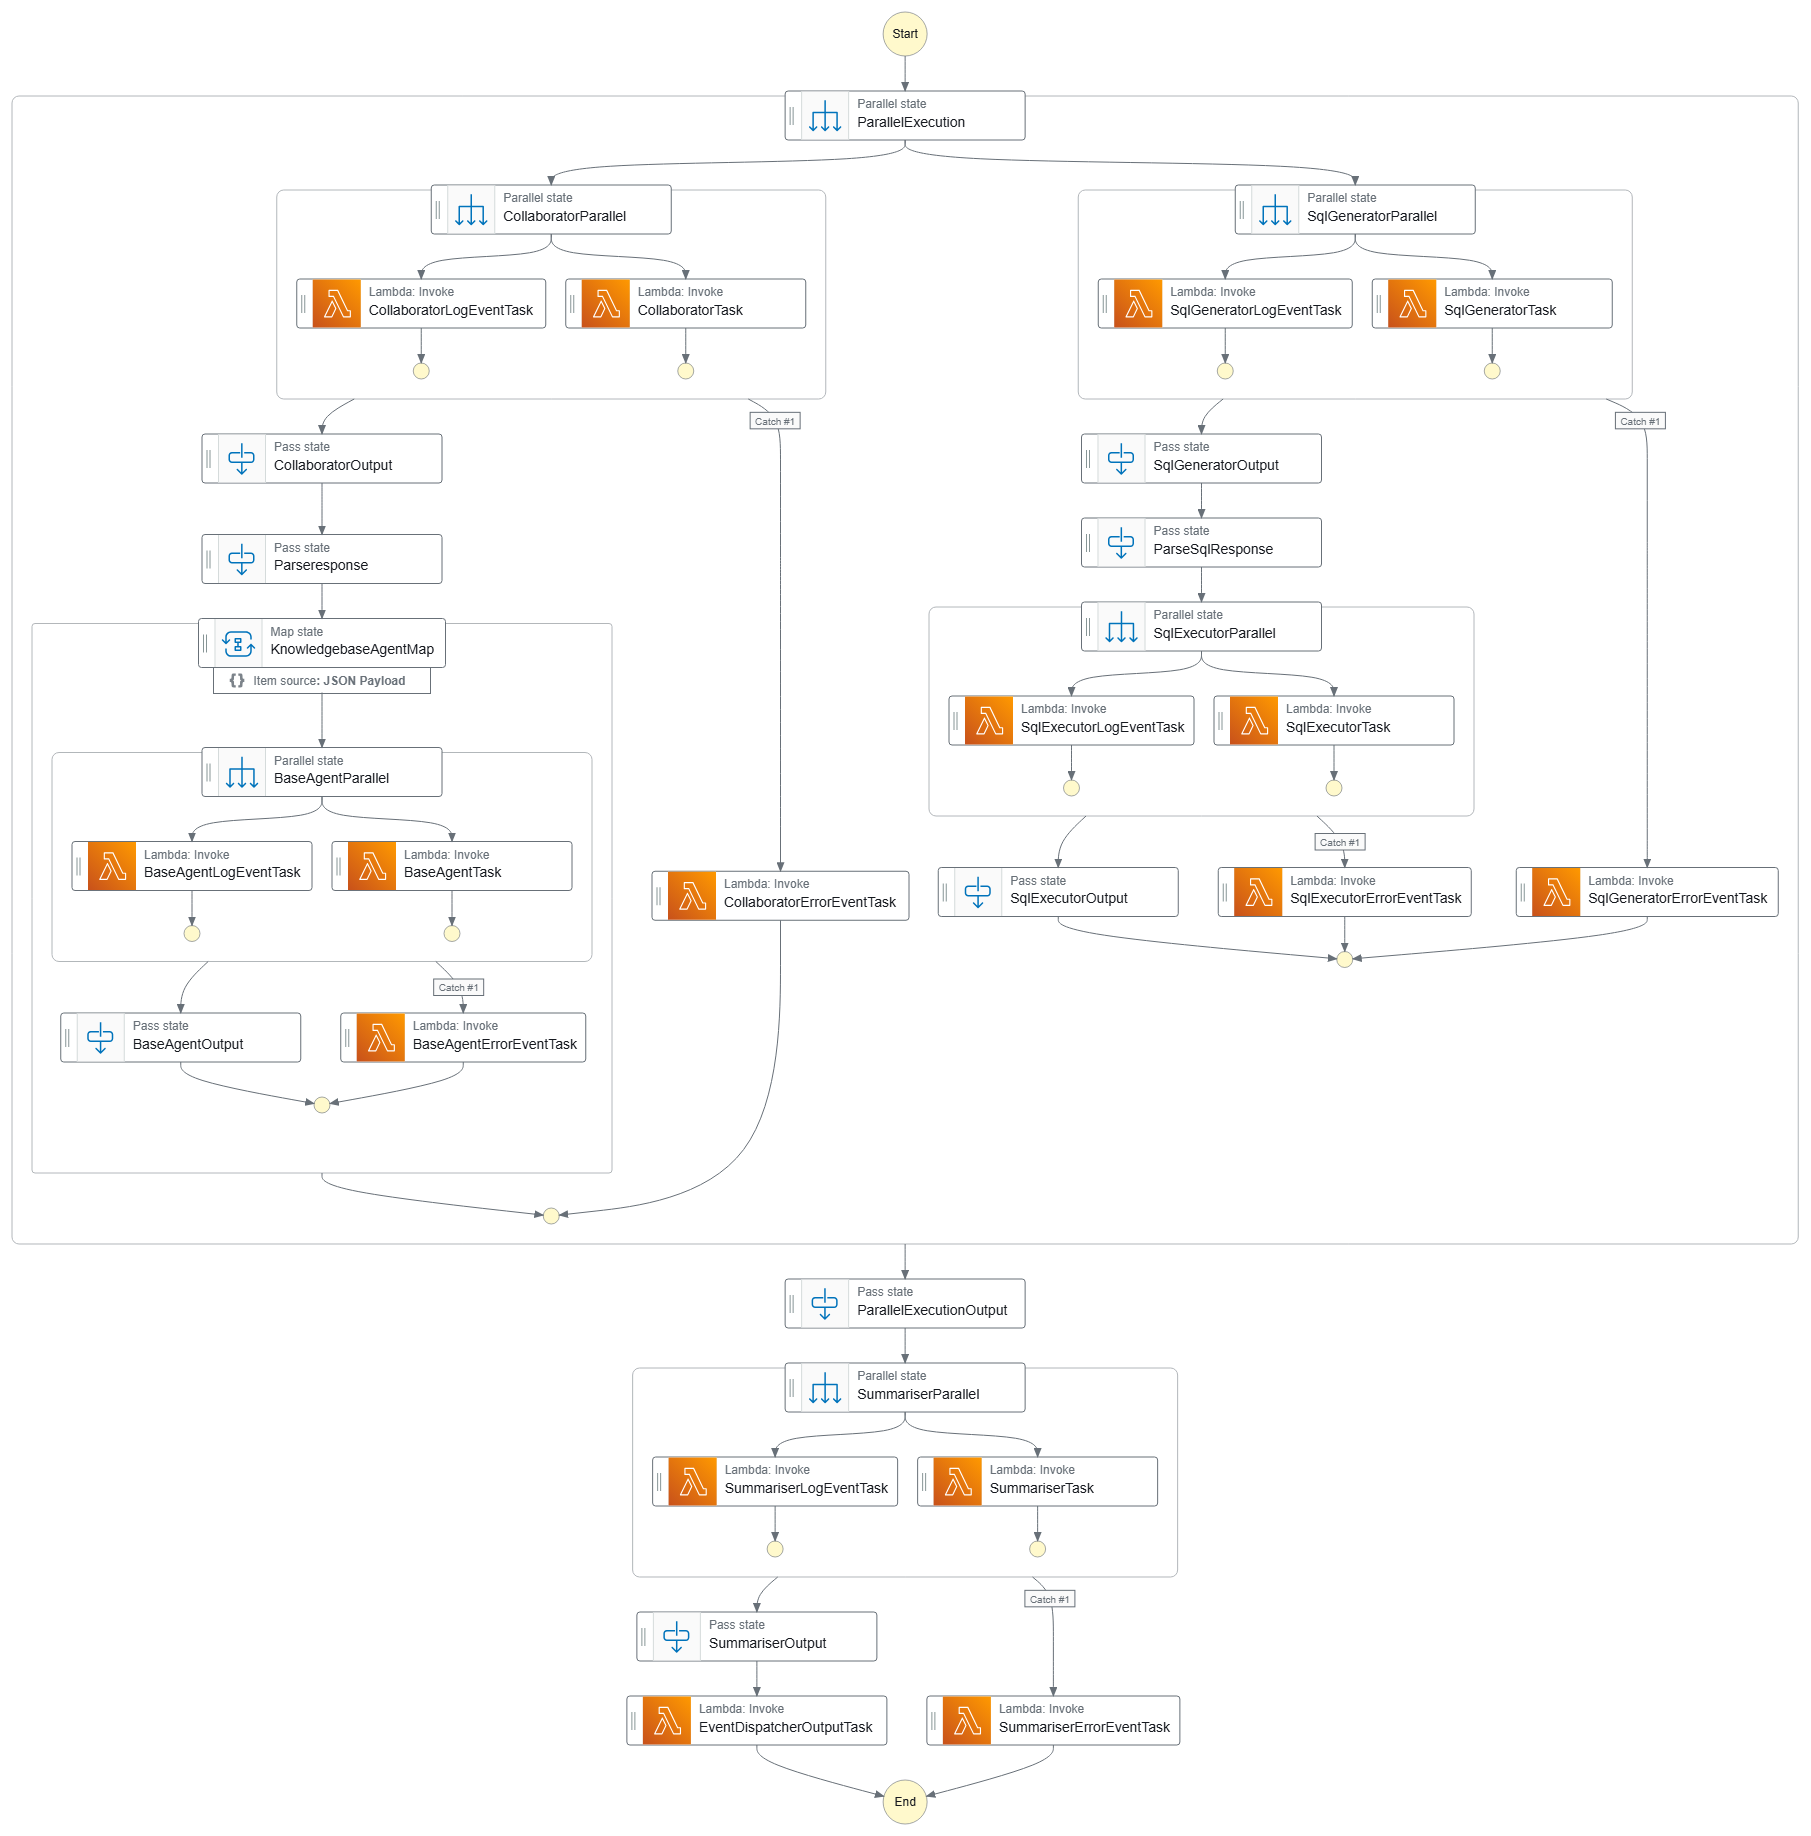 Start
Parallel state
ParallelExecution
Parallel state
CollaboratorParallel
Parallel state
SqlGeneratorParallel
Lambda: Invoke
CollaboratorLogEventTask
Lambda: Invoke
CollaboratorTask
Lambda: Invoke
SqlGeneratorLogEventTask
Lambda: Invoke
SqlGeneratorTask
Catch #1
Catch #1
Pass state
CollaboratorOutput
Pass state
SqlGeneratorOutput
Pass state
Parseresponse
Pass state
ParseSqlResponse
Map state
KnowledgebaseAgentMap
{} Item source: JSON Payload
Parallel state
SqlExecutorParallel
Lambda: Invoke
SqlExecutorLogEventTask
Lambda: Invoke
SqlExecutorTask
Parallel state
BaseAgentParallel
Lambda: Invoke
BaseAgentLogEventTask
Lambda: Invoke
BaseAgentTask
Catch #1
Lambda: Invoke
CollaboratorErrorEventTask
Pass state
SqlExecutorOutput
Lambda: Invoke
SqlExecutorErrorEventTask
Lambda: Invoke
SqlGeneratorErrorEventTask
Catch #1
Pass state
BaseAgentOutput
Lambda: Invoke
BaseAgentErrorEventTask
Pass state
ParallelExecutionOutput
Parallel state
SummariserParallel
Lambda: Invoke
SummariserLogEventTask
Lambda: Invoke
SummariserTask
Catch #1
Pass state
SummariserOutput
Lambda: Invoke
EventDispatcherOutputTask
Lambda: Invoke
SummariserErrorEventTask
End